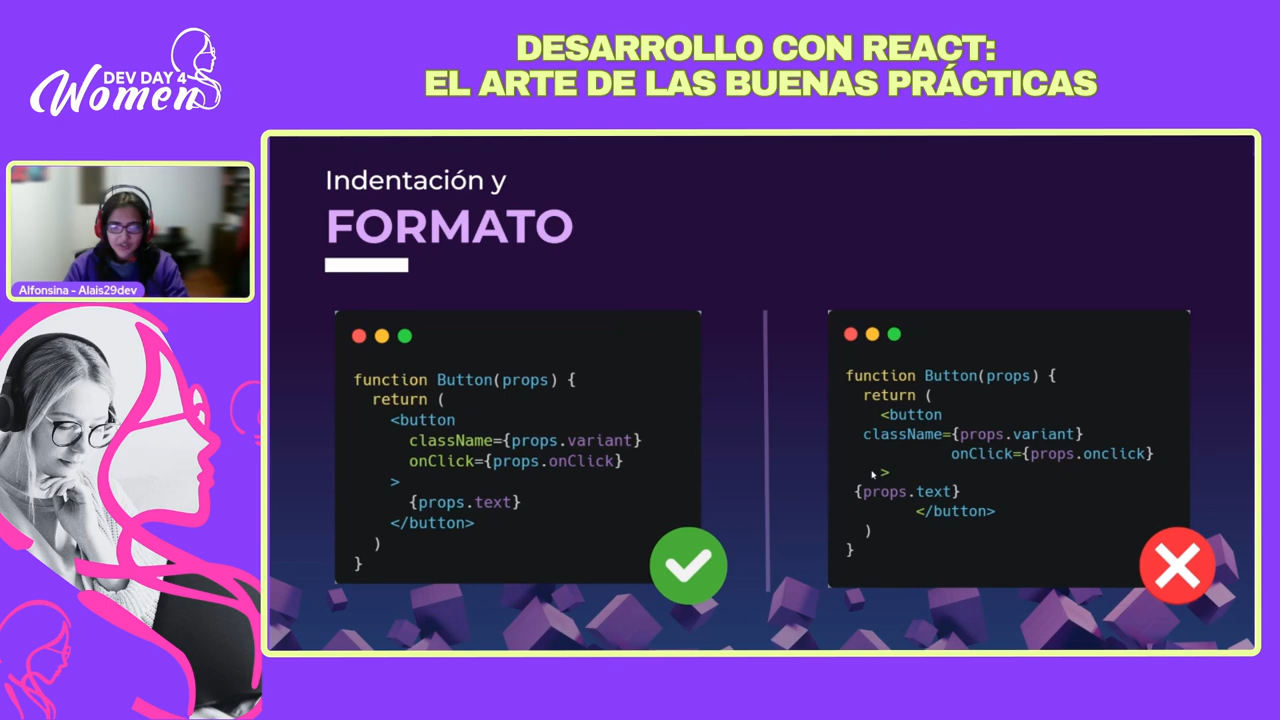 DEV DAY 4
Women
DESARROLLO CON REACT:
EL ARTE DE LAS BUENAS PRÁCTICAS
Alfonsina - Alais29dev
Indentación y
FORMATO
function Button(props) {
  return (
    <button
      className={props.variant}
      onClick={props.onClick}
    >
      {props.text}
    </button>
  )
}
function Button(props) {
  return (
    <button
  className={props.variant}
            onClick={props.onclick}
    >
 {props.text}
        </button>
  )
}